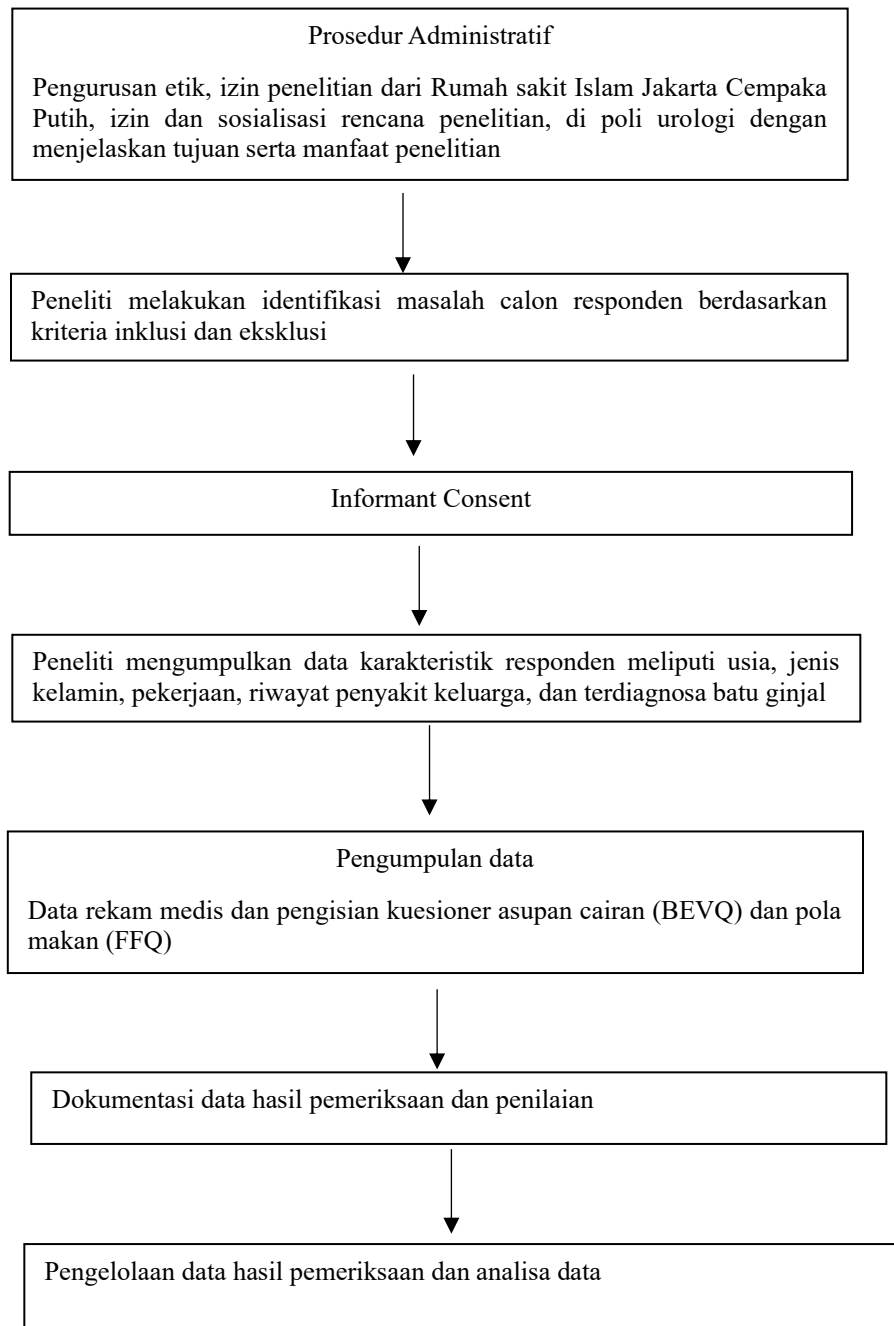 Prosedur Administratif
Pengurusan etik, izin penelitian dari Rumah sakit Islam Jakarta Cempaka
Putih, izin dan sosialisasi rencana penelitian, di poli urologi dengan
menjelaskan tujuan serta manfaat penelitian
Peneliti melakukan identifikasi masalah calon responden berdasarkan
kriteria inklusi dan eksklusi
Informant Consent
Peneliti mengumpulkan data karakteristik responden meliputi usia, jenis
kelamin, pekerjaan, riwayat penyakit keluarga, dan terdiagnosa batu ginjal
Pengumpulan data
Data rekam medis dan pengisian kuesioner asupan cairan (BEVQ) dan pola
makan (FFQ)
Dokumentasi data hasil pemeriksaan dan penilaian
Pengelolaan data hasil pemeriksaan dan analisa data